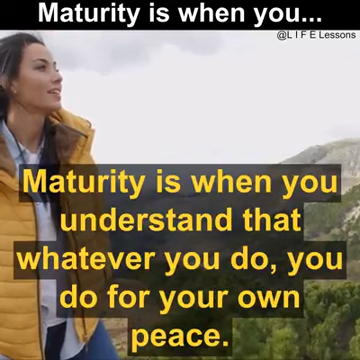 Maturity is when you...
@L I F E Lessons
Maturity is when you
understand that
whatever you do, you
do for your own
peace.